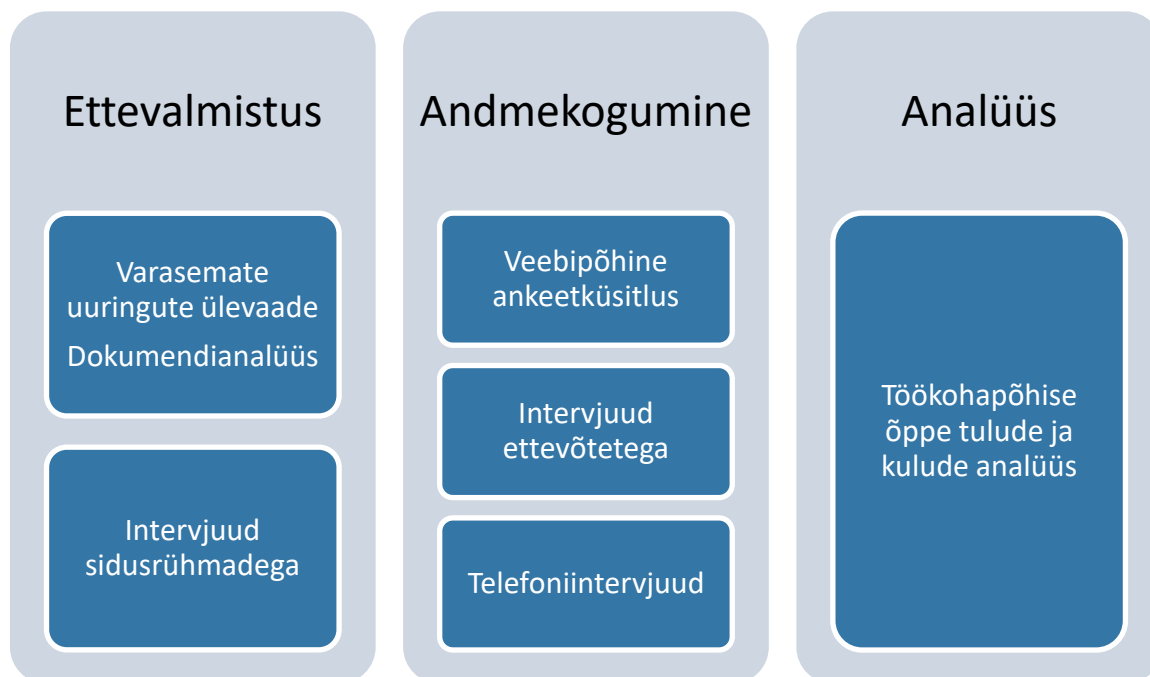 Ettevalmistus
Varasemate
uuringute ülevaade
Dokumendianalüüs
Intervjuud
sidusrühmadega
Andmekogumine
Veebipõhine
ankeetküsitlus
Intervjuud
ettevõtetega
Telefoniintervjuud
Analüüs
Töökohapõhise
õppe tulude ja
kulude analüüs